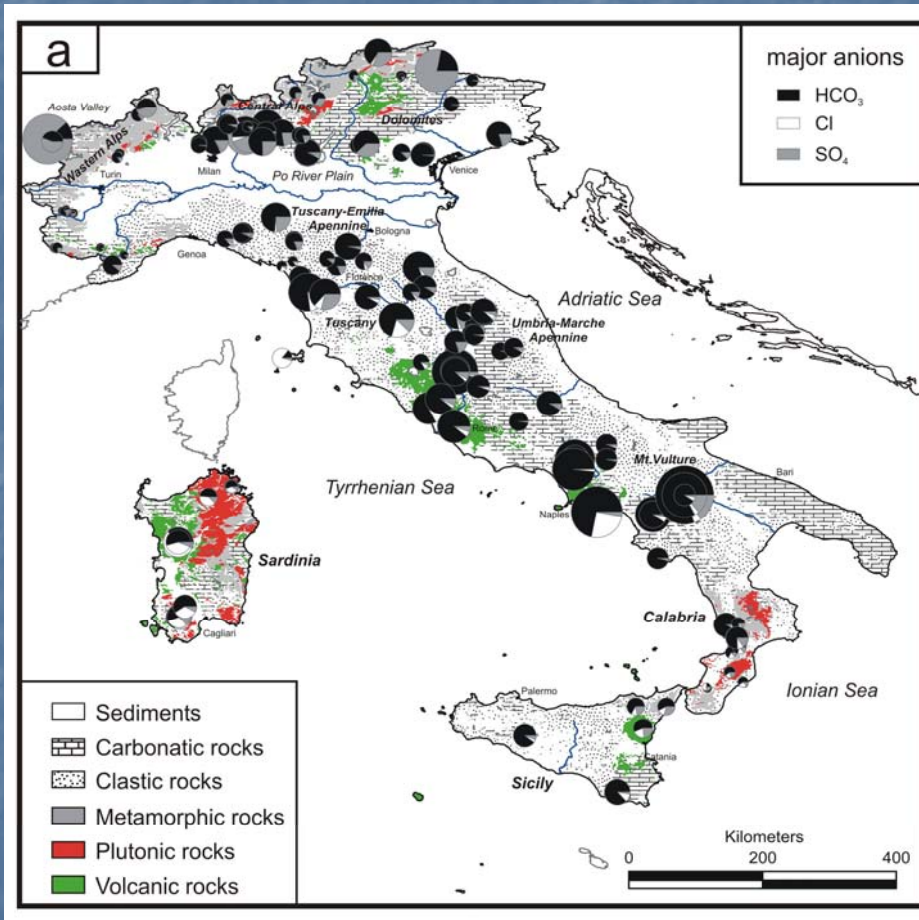 a
major anions
HCO3
Cl
SO4
Aosta Valley
Central Alps
Dolomites
Wastern Alps
Turin
Milan
Po River Plain
Venice
Tuscany-Emilia
Apennine
Bologna
Genoa
Florence
Adriatic Sea
Tuscany
Umbria-Marche
Apennine
Rome
Mt.Vulture
Bari
Tyrrhenian Sea
Naples
Sardinia
Cagliari
Calabria
Ionian Sea
Palermo
Catania
Sicily
Sediments
Carbonatic rocks
Clastic rocks
Metamorphic rocks
Plutonic rocks
Volcanic rocks
Kilometers
0 200 400